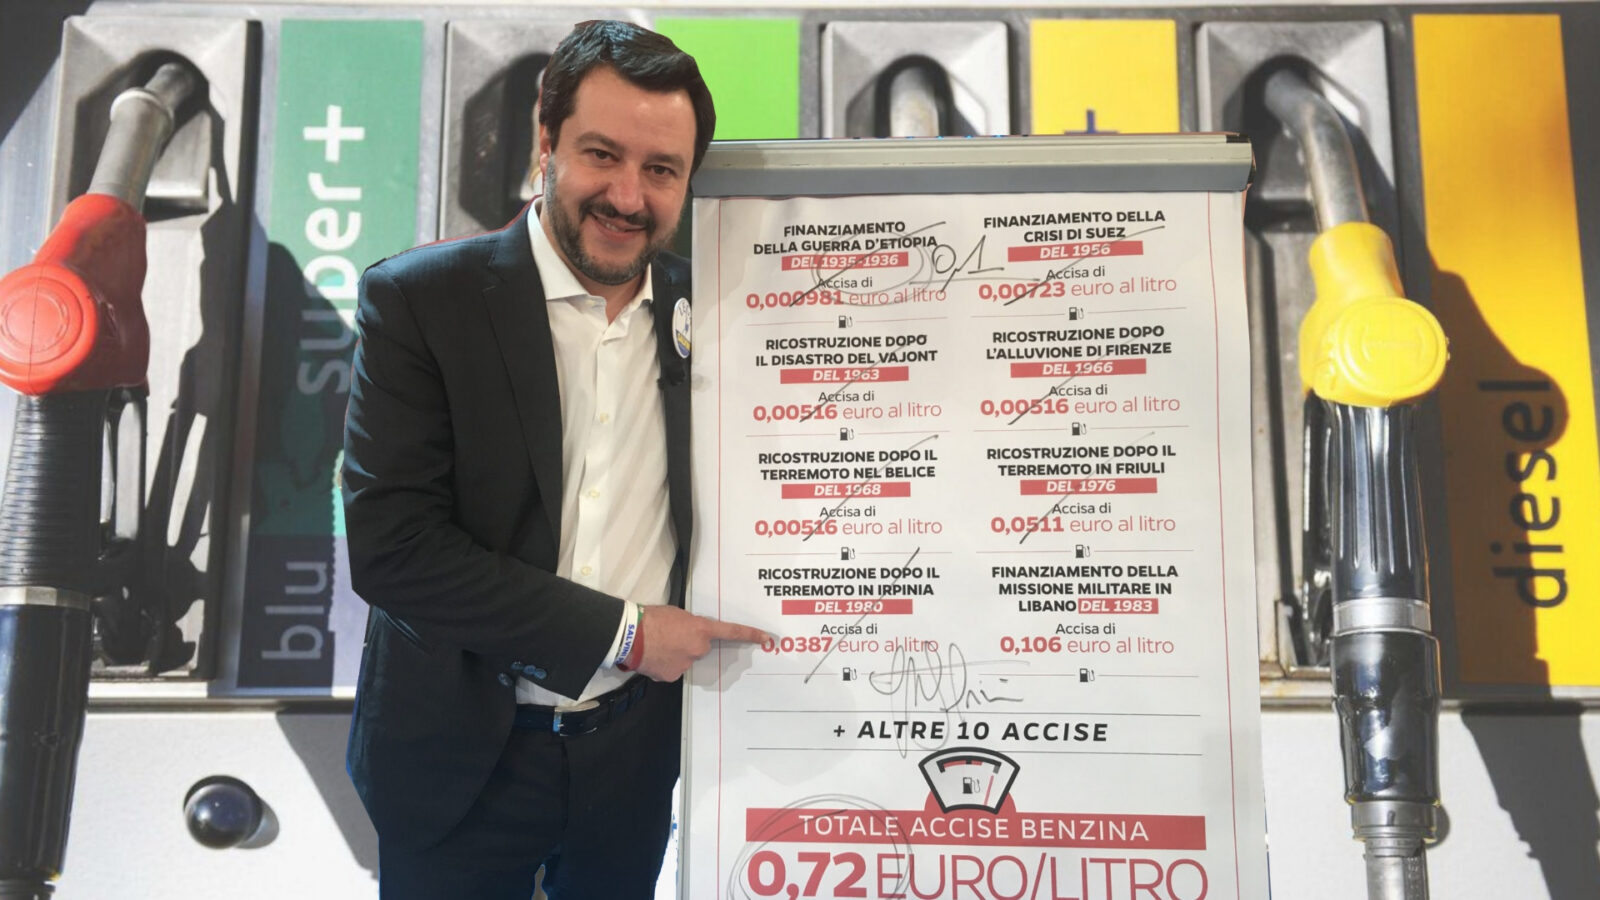 super+
blu
diesel
+
SALVINI
FINANZIAMENTO
DELLA GUERRA D'ETIOPIA
DEL 1935-1936
Accisa di
0,000981 euro al litro
0,1
FINANZIAMENTO DELLA
CRISI DI SUEZ
DEL 1956
Accisa di
0,00723 euro al litro
RICOSTRUZIONE DOPO
IL DISASTRO DEL VAJONT
DEL 1963
Accisa di
0,00516 euro al litro
RICOSTRUZIONE DOPO
L'ALLUVIONE DI FIRENZE
DEL 1966
Accisa di
0,00516 euro al litro
RICOSTRUZIONE DOPO IL
TERREMOTO NEL BELICE
DEL 1968
Accisa di
0,00516 euro al litro
RICOSTRUZIONE DOPO IL
TERREMOTO IN FRIULI
DEL 1976
Accisa di
0,0511 euro al litro
RICOSTRUZIONE DOPO IL
TERREMOTO IN IRPINIA
DEL 1980
Accisa di
0,0387 euro al litro
FINANZIAMENTO DELLA
MISSIONE MILITARE IN
LIBANO DEL 1983
Accisa di
0,106 euro al litro
+ ALTRE 10 ACCISE
TOTALE ACCISE BENZINA
0,72 EURO/LITRO